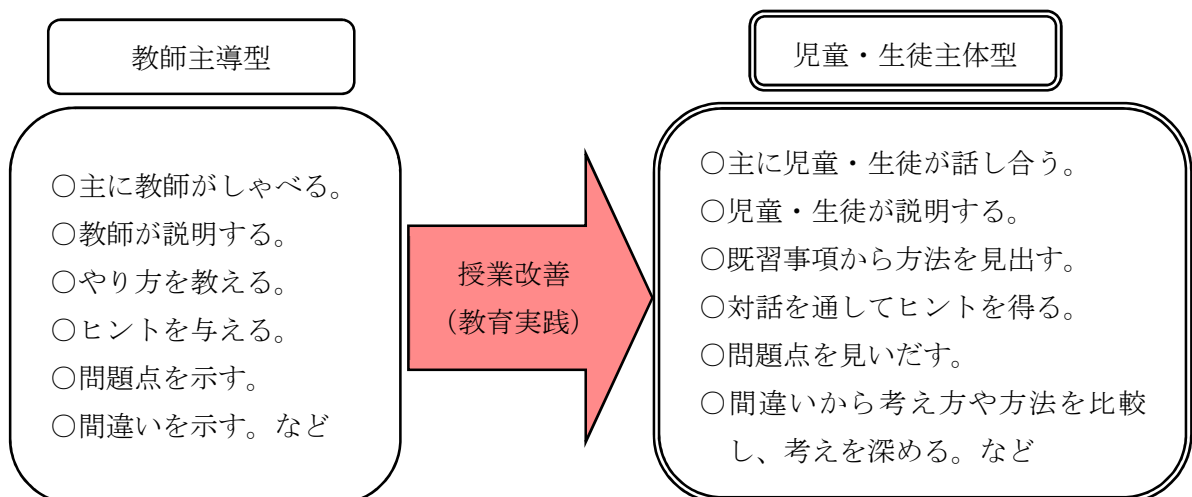 教師主導型
○主に教師がしゃべる。
○教師が説明する。
○やり方を教える。
○ヒントを与える。
○問題点を示す。
○間違いを示す。など
授業改善
（教育実践）
児童・生徒主体型
○主に児童・生徒が話し合う。
○児童・生徒が説明する。
○既習事項から方法を見出す。
○対話を通してヒントを得る。
○問題点を見いだす。
○間違いから考え方や方法を比較
し、考えを深める。など